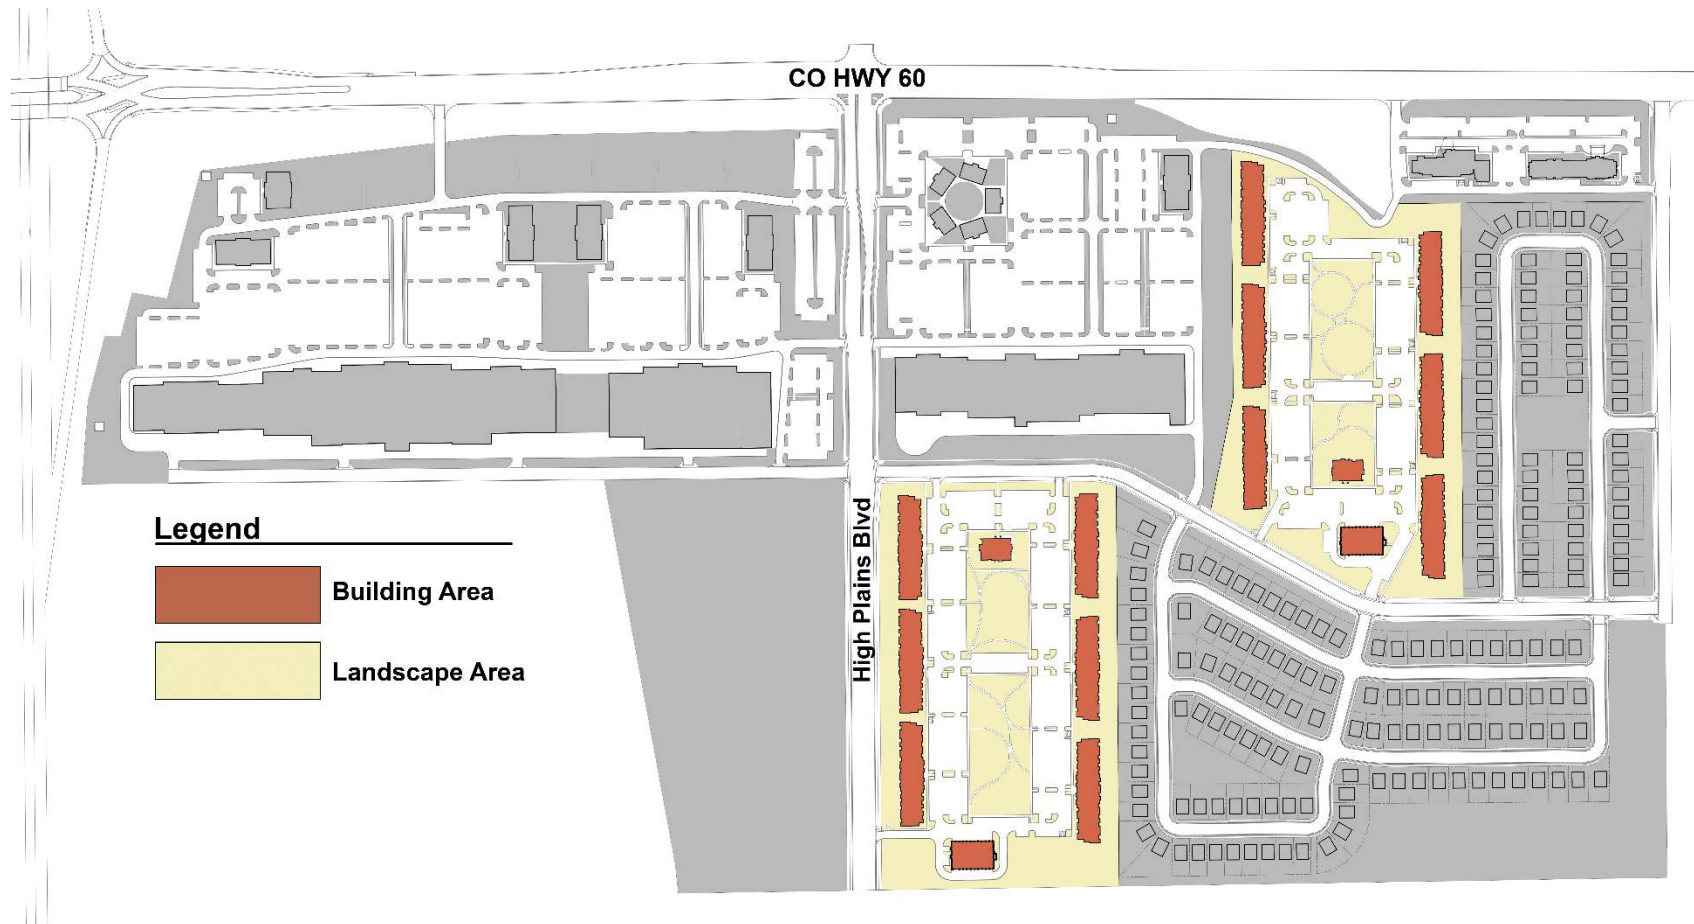 CO HWY 60
High Plains Blvd
Legend
Building Area
Landscape Area